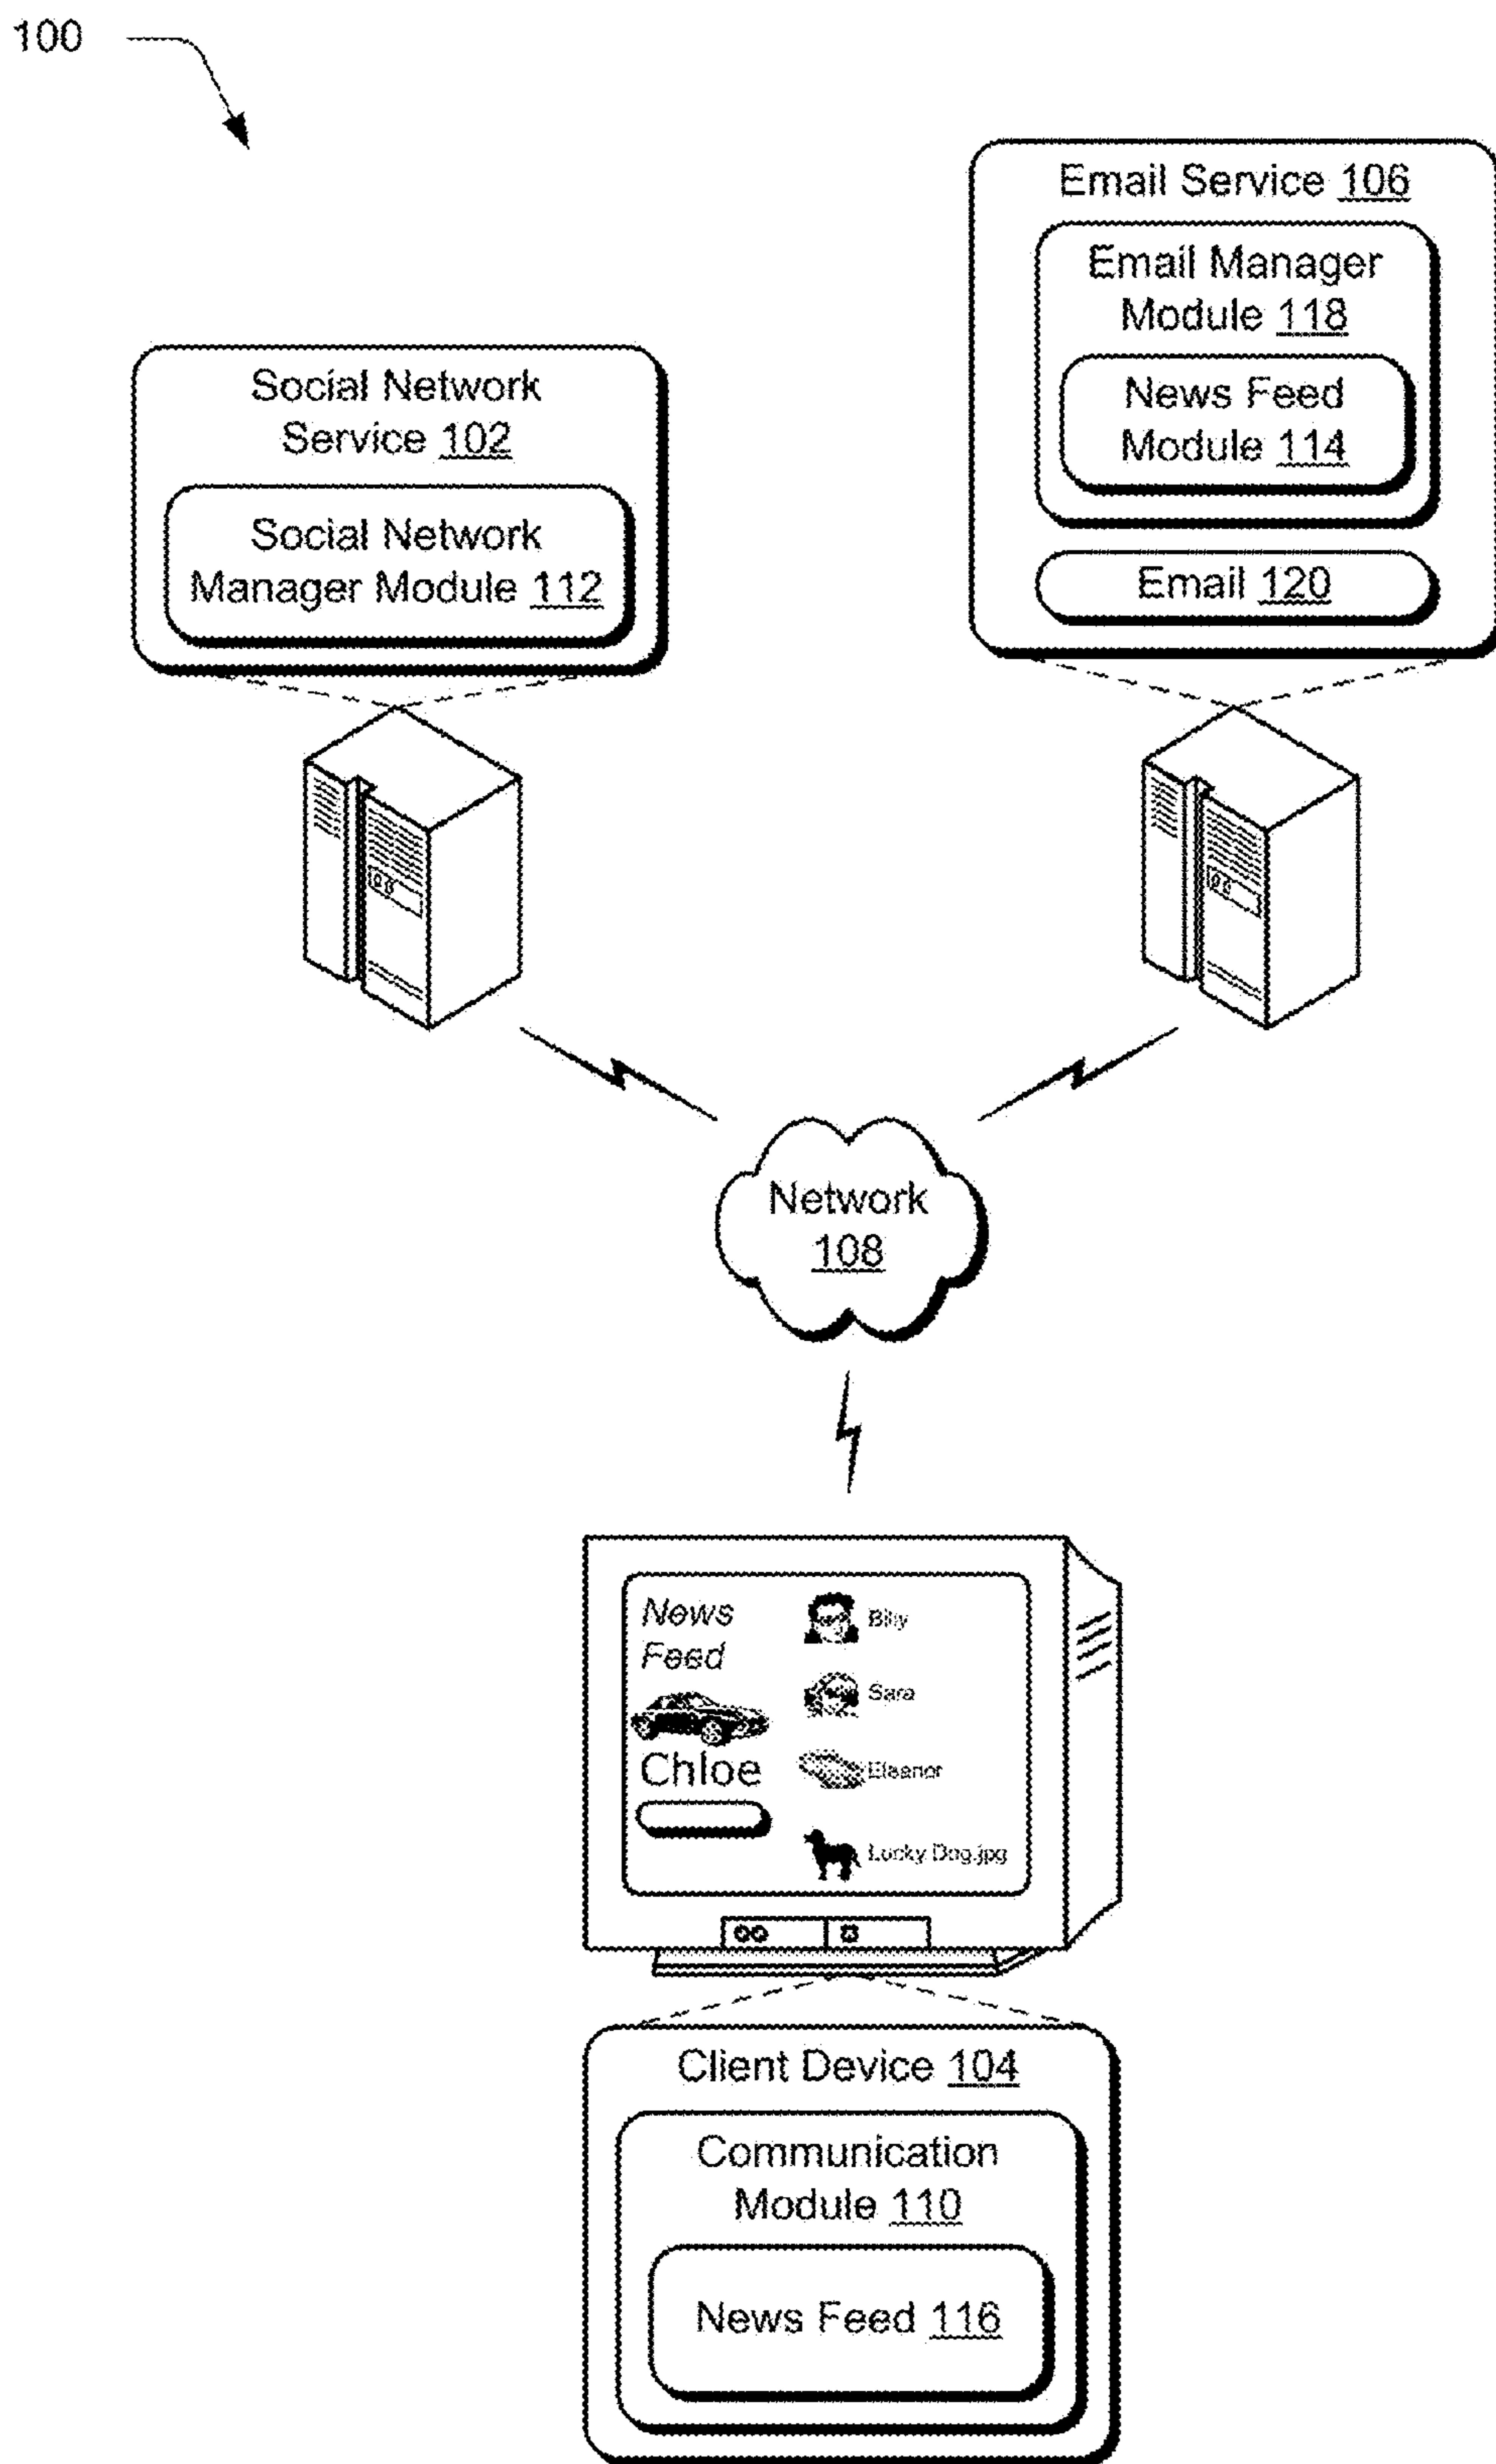 100
Email Service 106
Email Manager
Module 118
News Feed
Module 114
Email 120
Social Network
Service 102
Social Network
Manager Module 112
Network
108
News
Feed
Chloe
Billy
Sara
Eleanor
Lucky Dog.jpg
Client Device 104
Communication
Module 110
News Feed 116